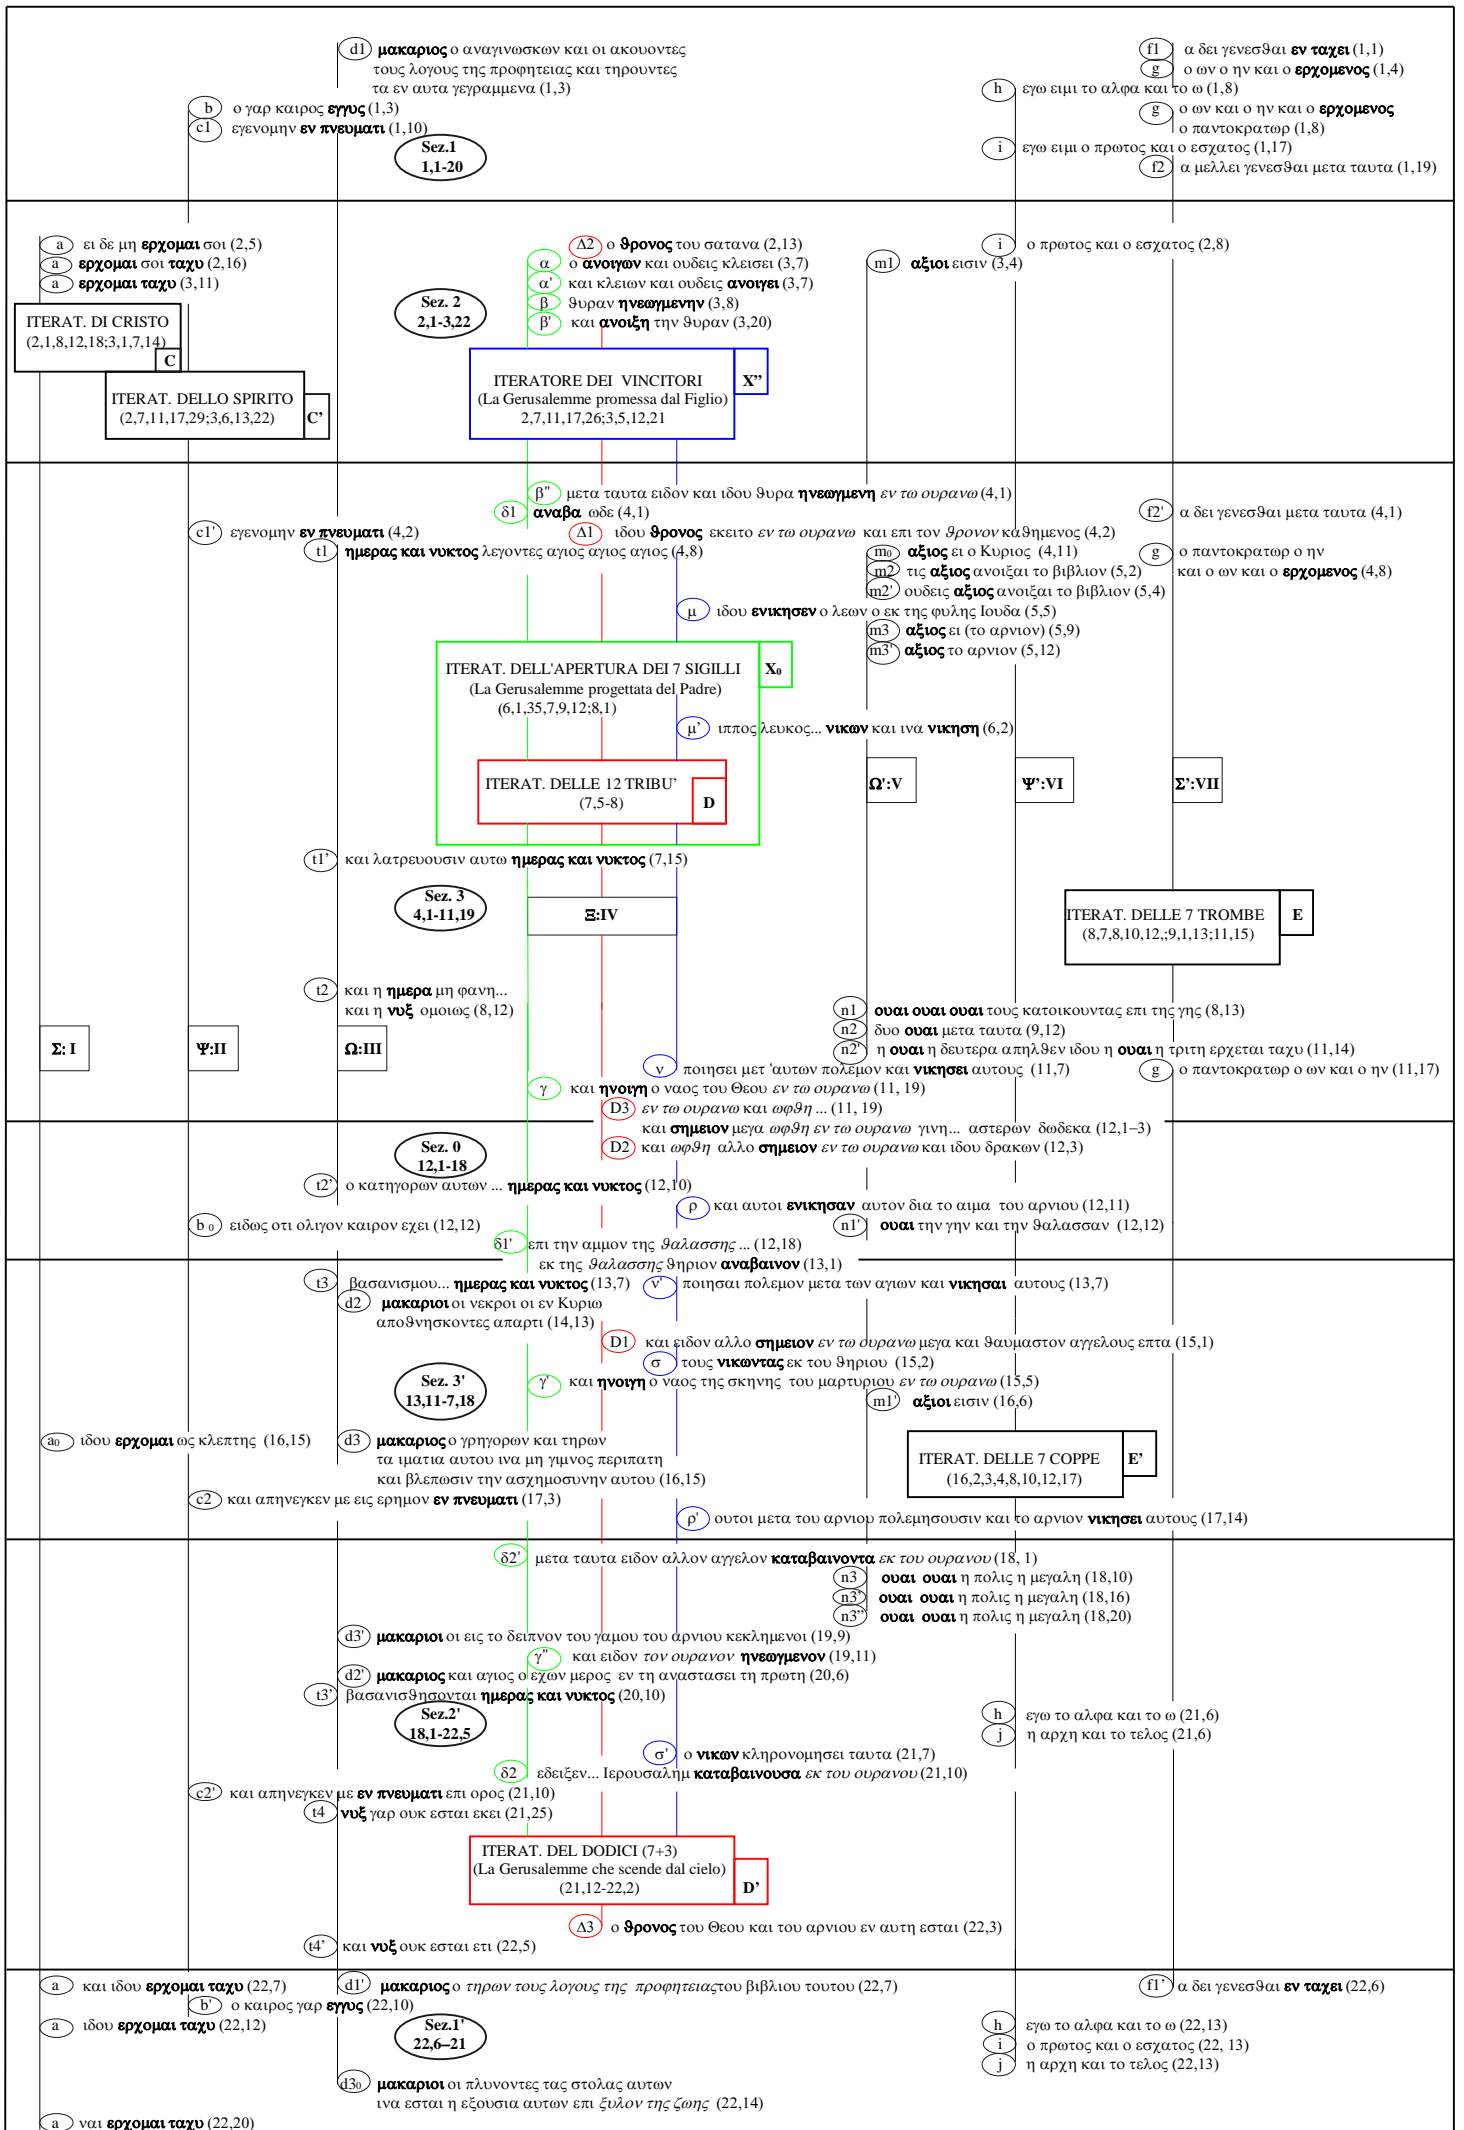 d1 μακαριος ο αναγινωσκων και οι ακουοντες
τους λογους της προφητειας και τηρουντες
τα εν αυτα γεγραμμενα (1,3)
f1 α δει γενεσϑαι εν ταχει (1,1)
g ο ων ο ην και ο ερχομενος (1,4)
h εγω ειμι το αλφα και το ω (1,8)
b ο γαρ καιρος εγγυς (1,3)
g ο ων και ο ην και ο ερχομενος
ο παντοκρατωρ (1,8)
c1 εγενομην εν πνευματι (1,10)
Sez.1
1,1-20
i εγω ειμι ο πρωτος και ο εσχατος (1,17)
f2 α μελλει γενεσϑαι μετα ταυτα (1,19)
a ει δε μη ερχομαι σοι (2,5)
Δ2 ο ϑρονος του σατανα (2,13)
i ο πρωτος και ο εσχατος (2,8)
a ερχομαι σοι ταχυ (2,16)
α ο ανοιγων και ουδεις κλεισει (3,7)
m1 αξιοι εισιν (3,4)
a ερχομαι ταχυ (3,11)
α' και κλειων και ουδεις ανοιγει (3,7)
β ϑυραν ηνεωγμενην (3,8)
β' και ανοιξη την ϑυραν (3,20)
Sez. 2
2,1-3,22
ITERAT. DI CRISTO
(2,1,8,12,18;3,1,7,14)
C
ITERAT. DELLO SPIRITO
(2,7,11,17,29;3,6,13,22)
C’
ITERATORE DEI VINCITORI
(La Gerusalemme promessa dal Figlio)
2,7,11,17,26;3,5,12,21
X”
β" μετα ταυτα ειδον και ιδου ϑυρα ηνεωγμενη εν τω ουρανω (4,1)
δ1 αναβα ωδε (4,1)
f2' α δει γενεσϑαι μετα ταυτα (4,1)
c1' εγενομην εν πνευματι (4,2)
Δ1 ιδου ϑρονος εκειτο εν τω ουρανω και επι τον ϑρονον καϑημενος (4,2)
t1 ημερας και νυκτος λεγοντες αγιος αγιος αγιος (4,8)
m0 αξιος ει ο Κυριος (4,11)
g ο παντοκρατωρ ο ην
και ο ων και ο ερχομενος (4,8)
m2 τις αξιος ανοιξαι το βιβλιον (5,2)
m2' ουδεις αξιος ανοιξαι το βιβλιον (5,4)
μ ιδου ενικησεν ο λεων ο εκ της φυλης Ιουδα (5,5)
m3 αξιος ει (το αρνιον) (5,9)
m3' αξιος το αρνιον (5,12)
ITERAT. DELL'APERTURA DEI 7 SIGILLI
(La Gerusalemme progettata del Padre)
(6,1,35,7,9,12;8,1)
X0
μ’ ιππος λευκος... νικων και ινα νικηση (6,2)
ITERAT. DELLE 12 TRIBU’
(7,5-8)
D
Ω':V
Ψ’:VI
Σ’:VII
t1’ και λατρευουσιν αυτω ημερας και νυκτος (7,15)
Sez. 3
4,1-11,19
Ξ:IV
ITERAT. DELLE 7 TROMBE
(8,7,8,10,12,;9,1,13;11,15)
E
t2 και η ημερα μη φανη...
και η νυξ ομοιως (8,12)
n1 ουαι ουαι ουαι τους κατοικουντας επι της γης (8,13)
n2 δυο ουαι μετα ταυτα (9,12)
n2' η ουαι η δευτερα απηλϑεν ιδου η ουαι η τριτη ερχεται ταχυ (11,14)
Σ: I
Ψ:II
Ω:III
ν ποιησει μετ 'αυτων πολεμον και νικησει αυτους (11,7)
g ο παντοκρατωρ ο ων και ο ην (11,17)
γ και ηνοιγη ο ναος του Θεου εν τω ουρανω (11, 19)
D3 εν τω ουρανω και ωφϑη ... (11, 19)
και σημειον μεγα ωφϑη εν τω ουρανω γινη... αστερων δωδεκα (12,1–3)
D2 και ωφϑη αλλο σημειον εν τω ουρανω και ιδου δρακων (12,3)
Sez. 0
12,1-18
t2’ ο κατηγορων αυτων ... ημερας και νυκτος (12,10)
ρ και αυτοι ενικησαν αυτον δια το αιμα του αρνιου (12,11)
b 0 ειδως οτι ολιγον καιρον εχει (12,12)
n1' ουαι την γην και την ϑαλασσαν (12,12)
δ1' επι την αμμον της ϑαλασσης ... (12,18)
εκ της ϑαλασσης ϑηριον αναβαινον (13,1)
t3 βασανισμου... ημερας και νυκτος (13,7)
ν' ποιησαι πολεμον μετα των αγιων και νικησαι αυτους (13,7)
d2 μακαριοι οι νεκροι οι εν Κυριω
αποϑνησκοντες απαρτι (14,13)
D1 και ειδον αλλο σημειον εν τω ουρανω μεγα και ϑαυμαστον αγγελους επτα (15,1)
σ τους νικωντας εκ του ϑηριου (15,2)
Sez. 3'
13,11-7,18
γ' και ηνοιγη ο ναος της σκηνης του μαρτυριου εν τω ουρανω (15,5)
m1' αξιοι εισιν (16,6)
a0 ιδου ερχομαι ως κλεπτης (16,15)
d3 μακαριος ο γρηγορων και τηρων
τα ιματια αυτου ινα μη γιμνος περιπατη
και βλεπωσιν την ασχημοσυνην αυτου (16,15)
ITERAT. DELLE 7 COPPE
(16,2,3,4,8,10,12,17)
E’
c2 και απηνεγκεν με εις ερημον εν πνευματι (17,3)
ρ' ουτοι μετα του αρνιου πολεμησουσιν και το αρνιον νικησει αυτους (17,14)
δ2' μετα ταυτα ειδον αλλον αγγελον καταβαινοντα εκ του ουρανου (18, 1)
n3 ουαι ουαι η πολις η μεγαλη (18,10)
n3’ ουαι ουαι η πολις η μεγαλη (18,16)
n3” ουαι ουαι η πολις η μεγαλη (18,20)
d3' μακαριοι οι εις το δειπνον του γαμου του αρνιου κεκλημενοι (19,9)
γ" και ειδον τον ουρανον ηνεωγμενον (19,11)
d2' μακαριος και αγιος ο εχων μερος εν τη αναστασει τη πρωτη (20,6)
t3’ βασανισϑησονται ημερας και νυκτος (20,10)
Sez.2'
18,1-22,5
h εγω το αλφα και το ω (21,6)
j η αρχη και το τελος (21,6)
σ' ο νικων κληρονομησει ταυτα (21,7)
δ2 εδειξεν... Ιερουσαλημ καταβαινουσα εκ του ουρανου (21,10)
c2' και απηνεγκεν με εν πνευματι επι ορος (21,10)
t4 νυξ γαρ ουκ εσται εκει (21,25)
ITERAT. DEL DODICI (7+3)
(La Gerusalemme che scende dal cielo)
(21,12-22,2)
D’
Δ3 ο ϑρονος του Θεου και του αρνιου εν αυτη εσται (22,3)
t4’ και νυξ ουκ εσται ετι (22,5)
a και ιδου ερχομαι ταχυ (22,7)
d1' μακαριος ο τηρων τους λογους της προφητειας του βιβλιου τουτου (22,7)
f1’ α δει γενεσϑαι εν ταχει (22,6)
b' ο καιρος γαρ εγγυς (22,10)
a ιδου ερχομαι ταχυ (22,12)
Sez.1'
22,6–21
h εγω το αλφα και το ω (22,13)
i ο πρωτος και ο εσχατος (22, 13)
j η αρχη και το τελος (22,13)
d30 μακαριοι οι πλυνοντες τας στολας αυτων
ινα εσται η εξουσια αυτων επι ξυλον της ζωης (22,14)
a ναι ερχομαι ταχυ (22,20)